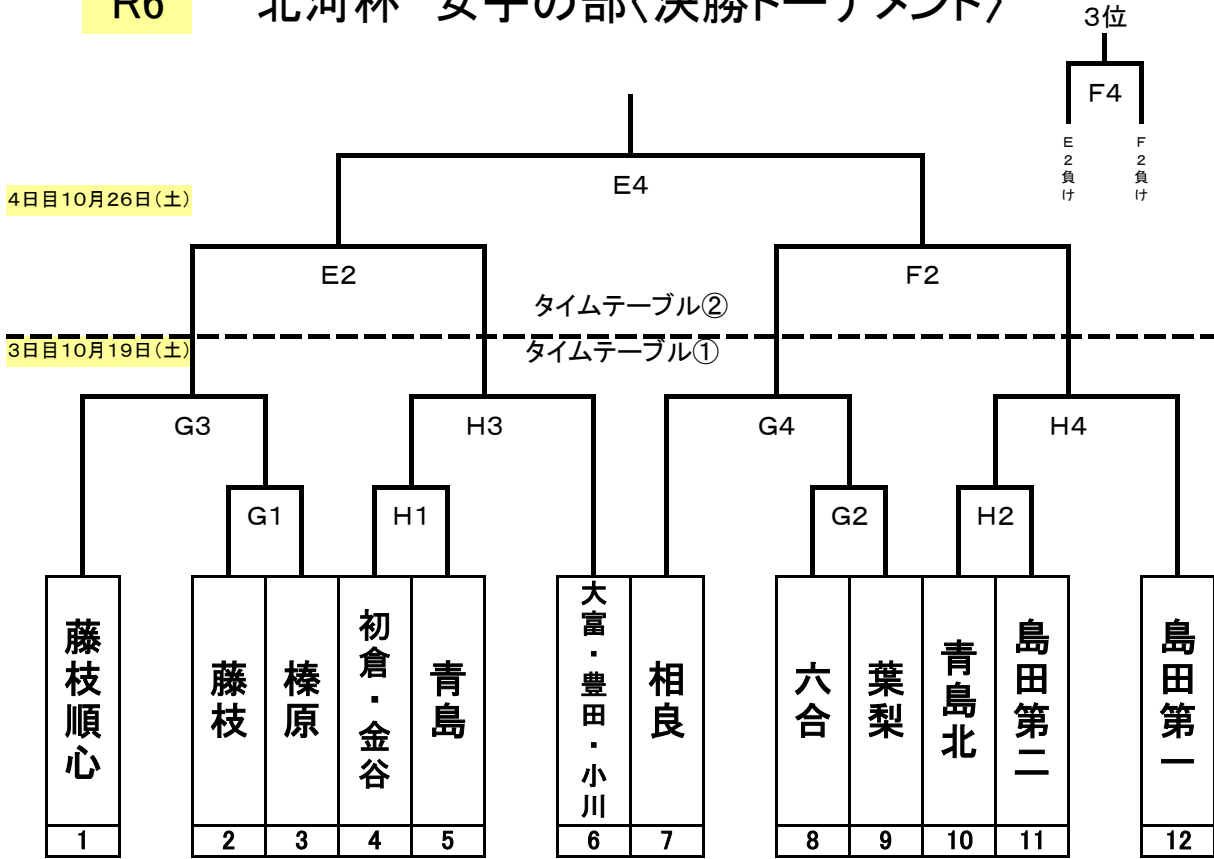 R6 北河杯 女子の部〈決勝トーナメント〉
3位
F4
E2負け
F2負け
E4
4日目10月26日(土)
E2
F2
タイムテーブル②
3日目10月19日(土)
タイムテーブル①
G3
H3
G4
H4
G1
H1
G2
H2
藤枝順心
藤枝
榛原
初倉・金谷
青島
大富・豊田・小川
相良
六合
葉梨
青島北
島田第二
島田第一
1 2 3 4 5 6 7 8 9 10 11 12